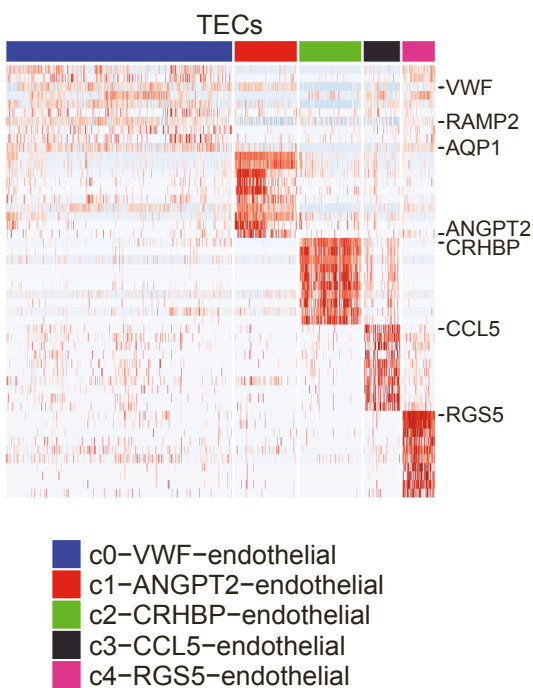 TECs
-VWF
-RAMP2
-AQP1
-ANGPT2
-CRHBP
-CCL5
-RGS5
c0−VWF−endothelial
c1−ANGPT2−endothelial
c2−CRHBP−endothelial
c3−CCL5−endothelial
c4−RGS5−endothelial